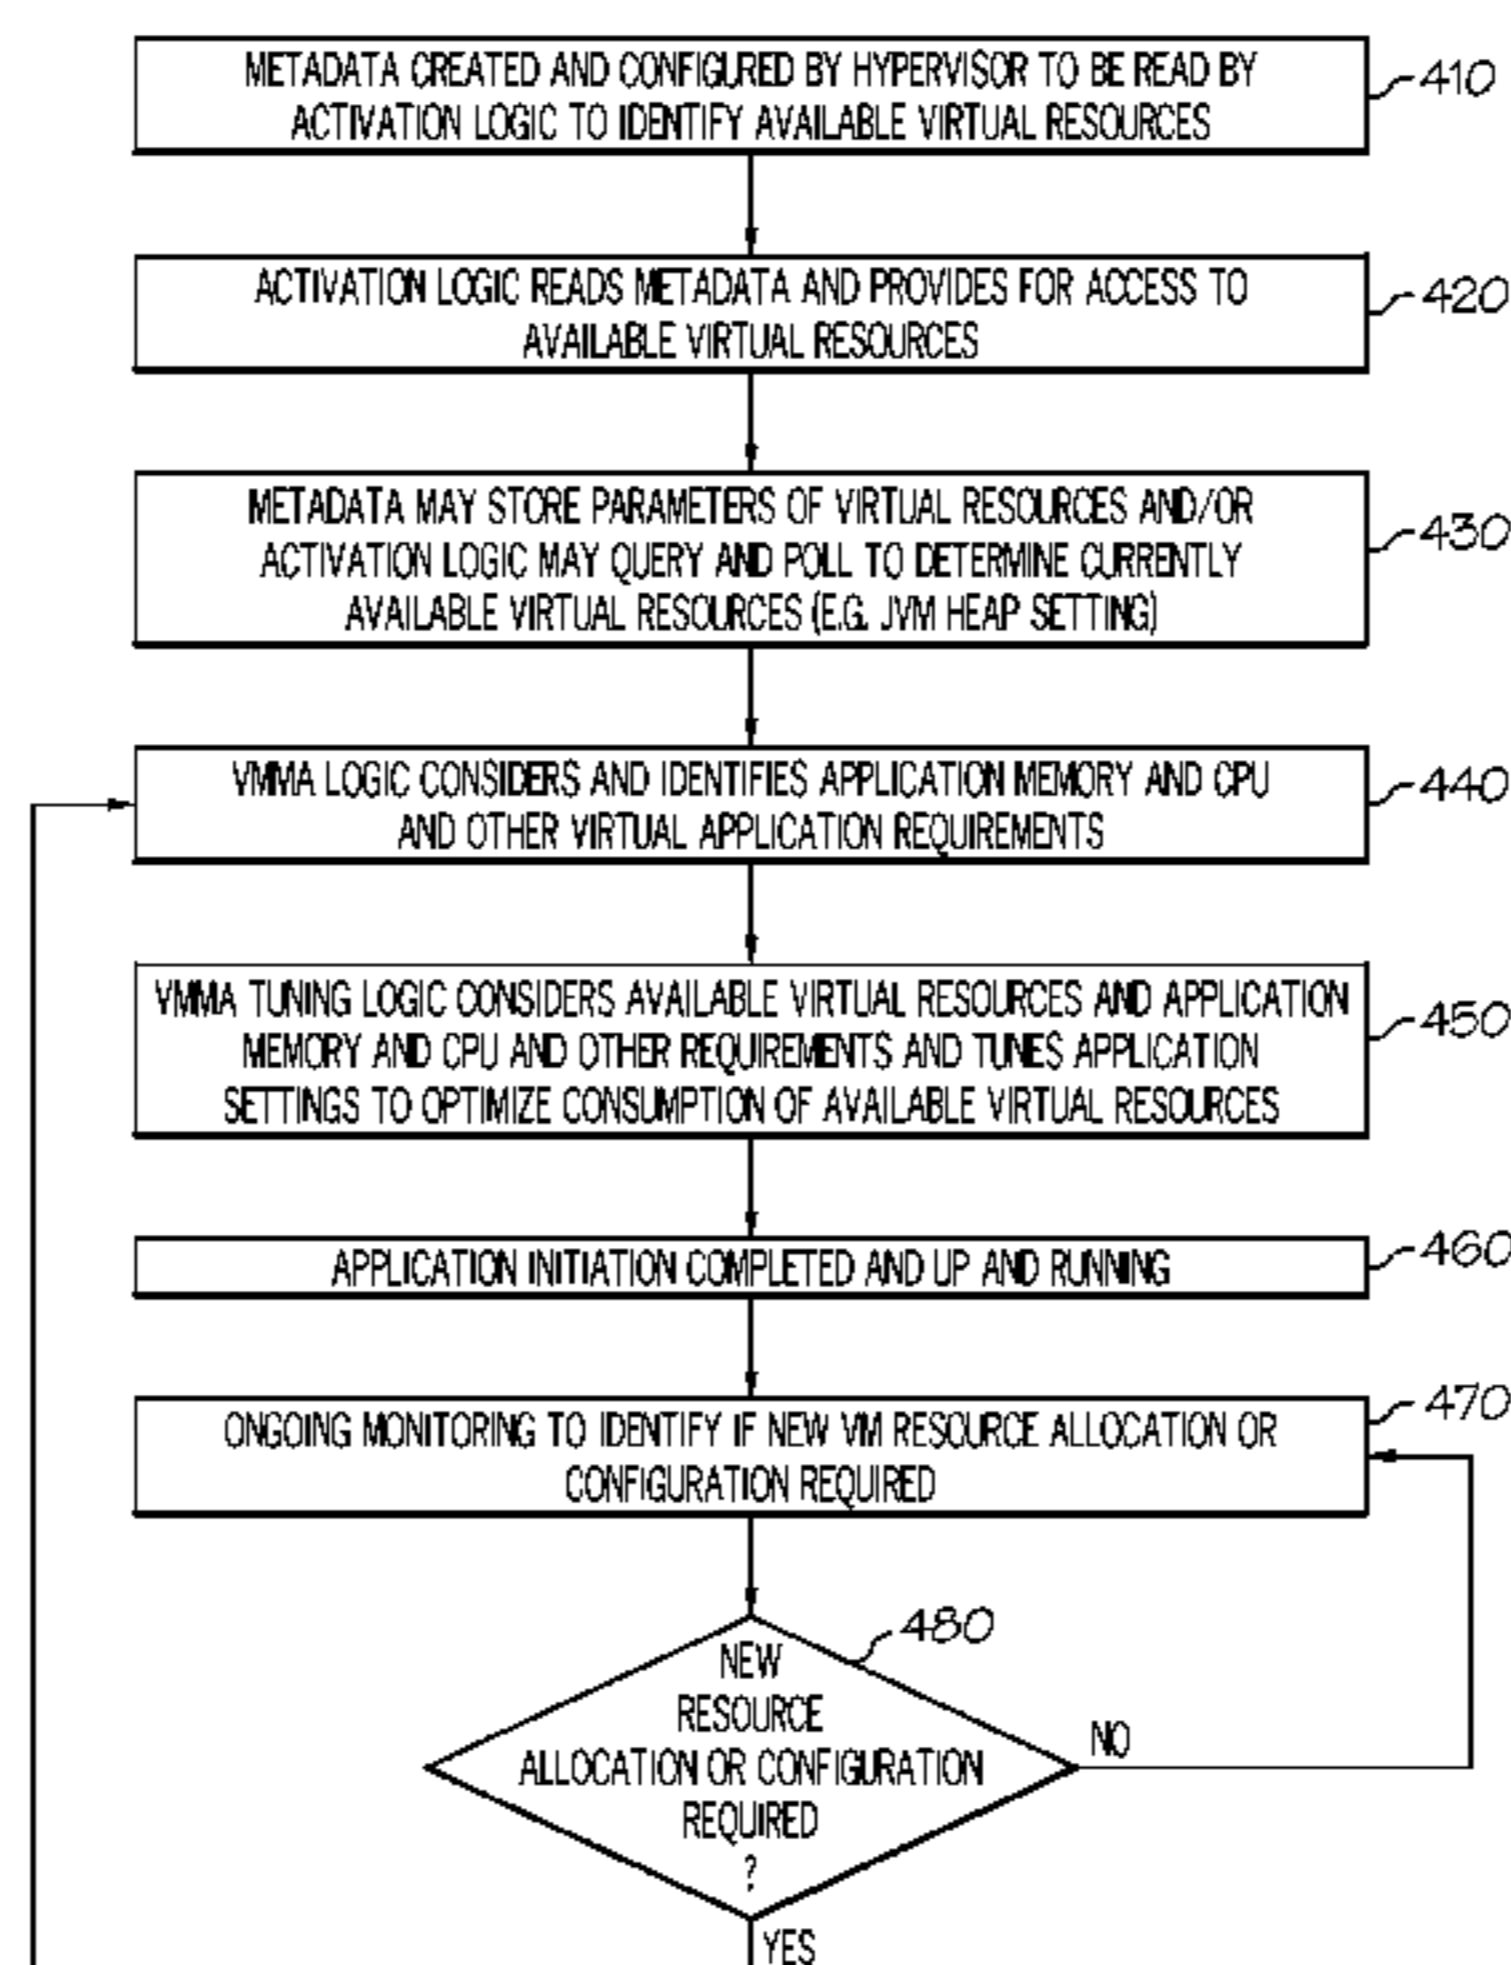 METADATA CREATED AND CONFIGURED BY HYPERVISOR TO BE READ BY
ACTIVATION LOGIC TO IDENTIFY AVAILABLE VIRTUAL RESOURCES
410
ACTIVATION LOGIC READS METADATA AND PROVIDES FOR ACCESS TO
AVAILABLE VIRTUAL RESOURCES
420
METADATA MAY STORE PARAMETERS OF VIRTUAL RESOURCES AND/OR
ACTIVATION LOGIC MAY QUERY AND POLL TO DETERMINE CURRENTLY
AVAILABLE VIRTUAL RESOURCES (E.G. JVM HEAP SETTING)
430
VMMA LOGIC CONSIDERS AND IDENTIFIES APPLICATION MEMORY AND CPU
AND OTHER VIRTUAL APPLICATION REQUIREMENTS
440
VMMA TUNING LOGIC CONSIDERS AVAILABLE VIRTUAL RESOURCES AND APPLICATION
MEMORY AND CPU AND OTHER REQUIREMENTS AND TUNES APPLICATION
SETTINGS TO OPTIMIZE CONSUMPTION OF AVAILABLE VIRTUAL RESOURCES
450
APPLICATION INITIATION COMPLETED AND UP AND RUNNING
460
ONGOING MONITORING TO IDENTIFY IF NEW VM RESOURCE ALLOCATION OR
CONFIGURATION REQUIRED
470
480
NEW
RESOURCE
ALLOCATION OR CONFIGURATION
REQUIRED
?
NO
YES